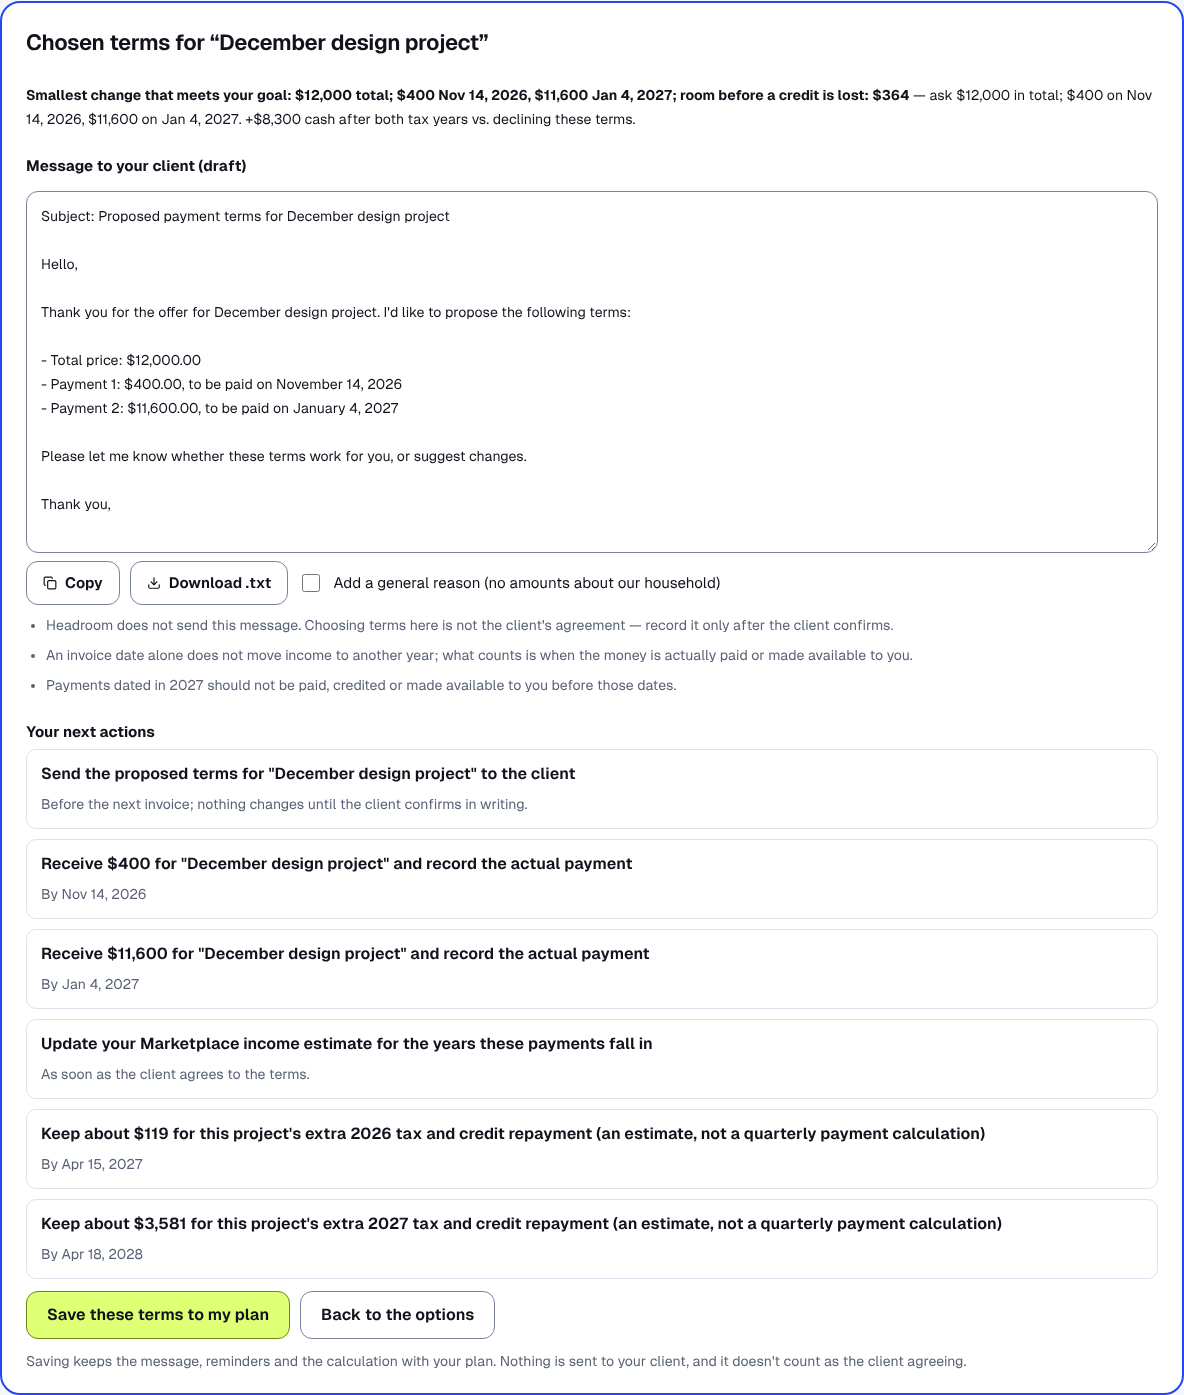 Chosen terms for “December design project”
Smallest change that meets your goal: $12,000 total; $400 Nov 14, 2026, $11,600 Jan 4, 2027; room before a credit is lost: $364 — ask $12,000 in total; $400 on Nov
14, 2026, $11,600 on Jan 4, 2027. +$8,300 cash after both tax years vs. declining these terms.
Message to your client (draft)
Subject: Proposed payment terms for December design project
Hello,
Thank you for the offer for December design project. I'd like to propose the following terms:
- Total price: $12,000.00
- Payment 1: $400.00, to be paid on November 14, 2026
- Payment 2: $11,600.00, to be paid on January 4, 2027
Please let me know whether these terms work for you, or suggest changes.
Thank you,
Copy
Download .txt
Add a general reason (no amounts about our household)
• Headroom does not send this message. Choosing terms here is not the client's agreement — record it only after the client confirms.
• An invoice date alone does not move income to another year; what counts is when the money is actually paid or made available to you.
• Payments dated in 2027 should not be paid, credited or made available to you before those dates.
Your next actions
Send the proposed terms for "December design project" to the client
Before the next invoice; nothing changes until the client confirms in writing.
Receive $400 for "December design project" and record the actual payment
By Nov 14, 2026
Receive $11,600 for "December design project" and record the actual payment
By Jan 4, 2027
Update your Marketplace income estimate for the years these payments fall in
As soon as the client agrees to the terms.
Keep about $119 for this project's extra 2026 tax and credit repayment (an estimate, not a quarterly payment calculation)
By Apr 15, 2027
Keep about $3,581 for this project's extra 2027 tax and credit repayment (an estimate, not a quarterly payment calculation)
By Apr 18, 2028
Save these terms to my plan
Back to the options
Saving keeps the message, reminders and the calculation with your plan. Nothing is sent to your client, and it doesn't count as the client agreeing.